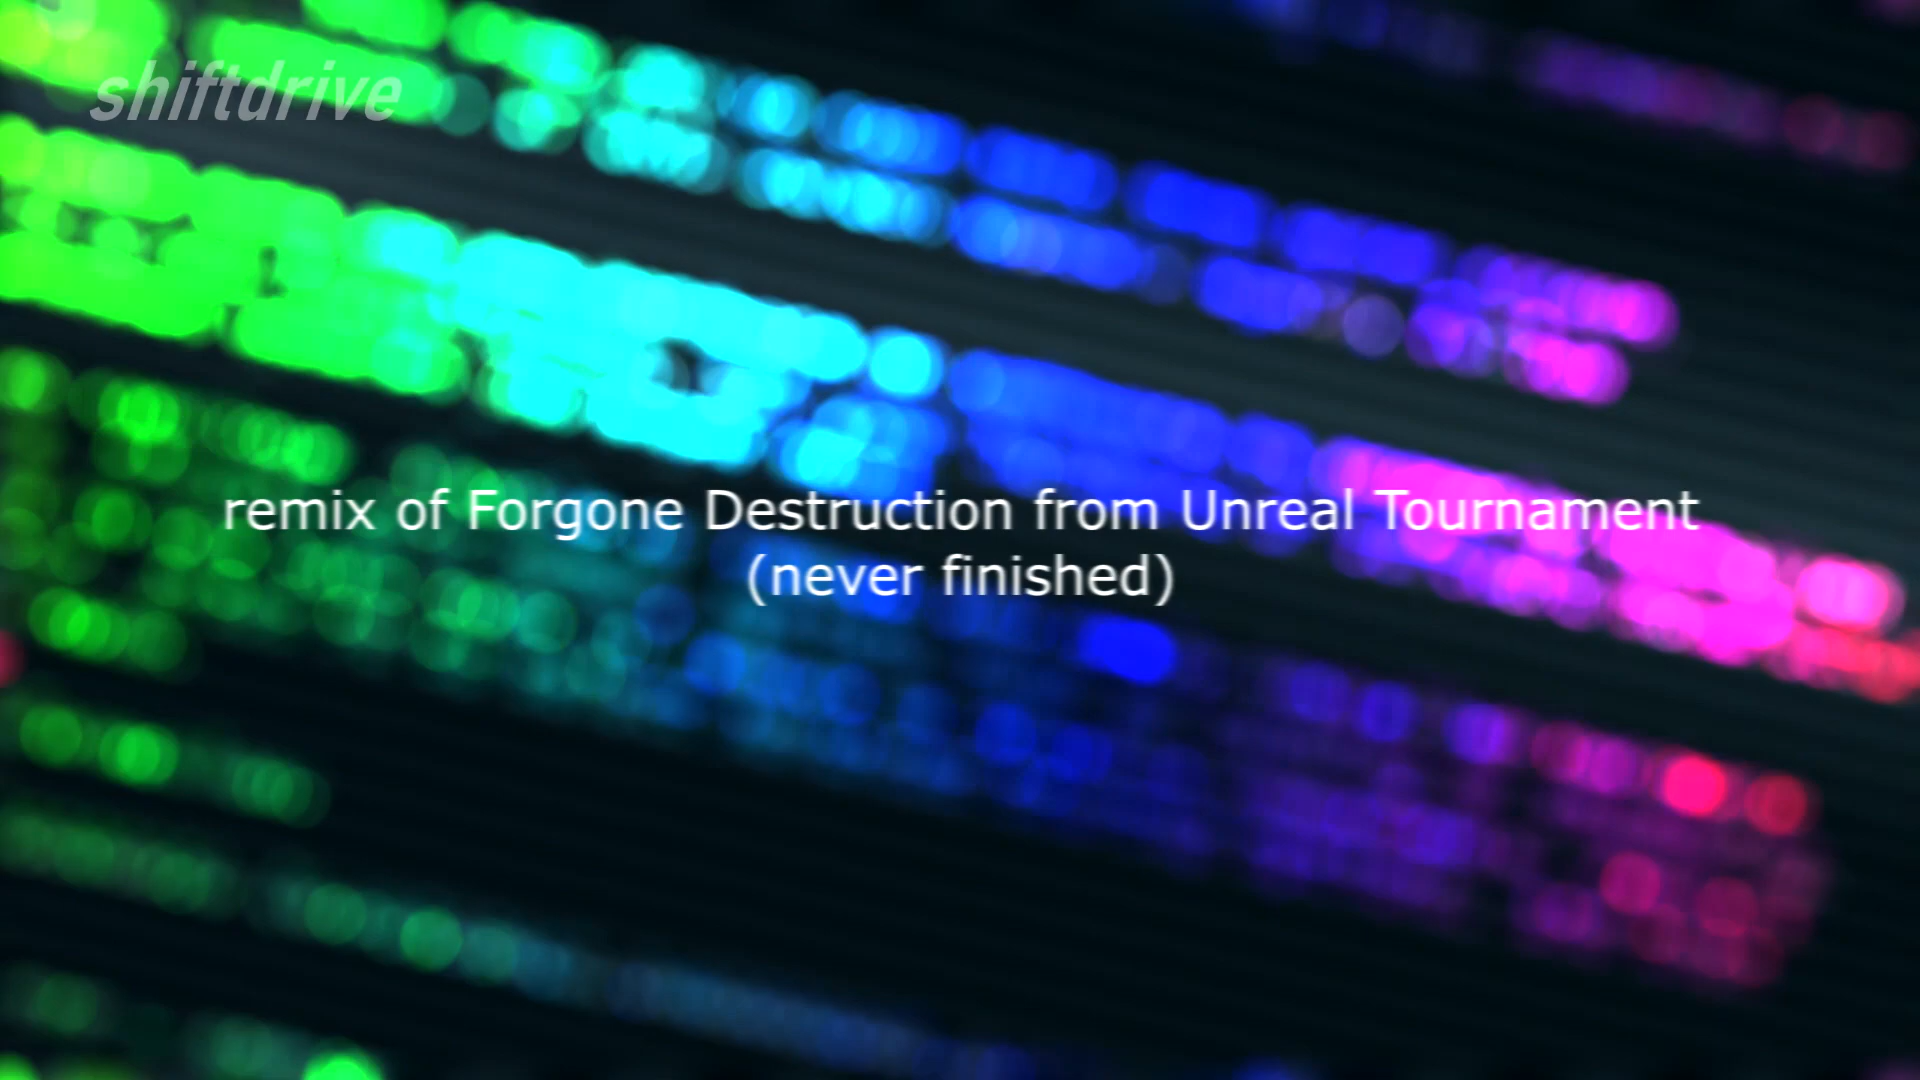 shiftdrive
remix of Forgone Destruction from Unreal Tournament
(never finished)